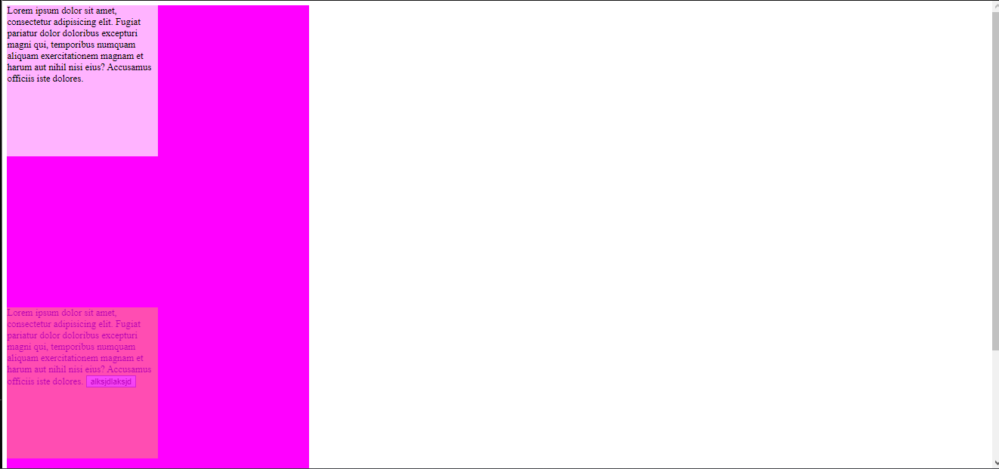 Lorem ipsum dolor sit amet,
consectetur adipisicing elit. Fugiat
pariatur dolor doloribus excepturi
magni qui, temporibus numquam
aliquam exercitationem magnam et
harum aut nihil nisi eius? Accusamus
officiis iste dolores.
Lorem ipsum dolor sit amet,
consectetur adipisicing elit. Fugiat
pariatur dolor doloribus excepturi
magni qui, temporibus numquam
aliquam exercitationem magnam et
harum aut nihil nisi eius? Accusamus
officiis iste dolores. alksjdlaksjd